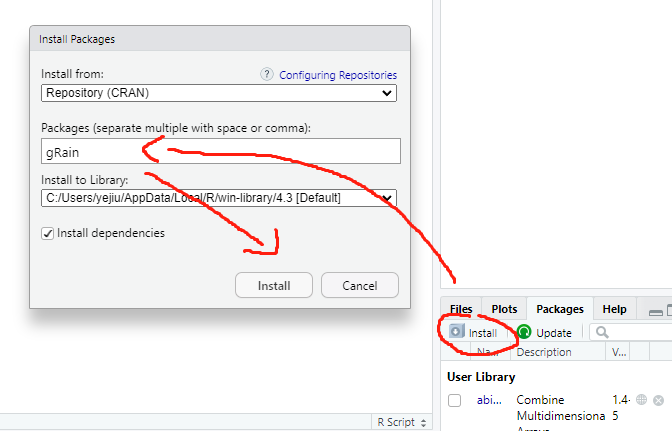 Install Packages
Install from:
? Configuring Repositories
Repository (CRAN)
Packages (separate multiple with space or comma):
gRain
Install to Library:
C:/Users/yejiu/AppData/Local/R/win-library/4.3 [Default]
Install dependencies
Install
Cancel
Files Plots Packages Help
Install Update
Na... Description V...
User Library
abi... Combine 1.4-
Multidimensiona 5
R Script